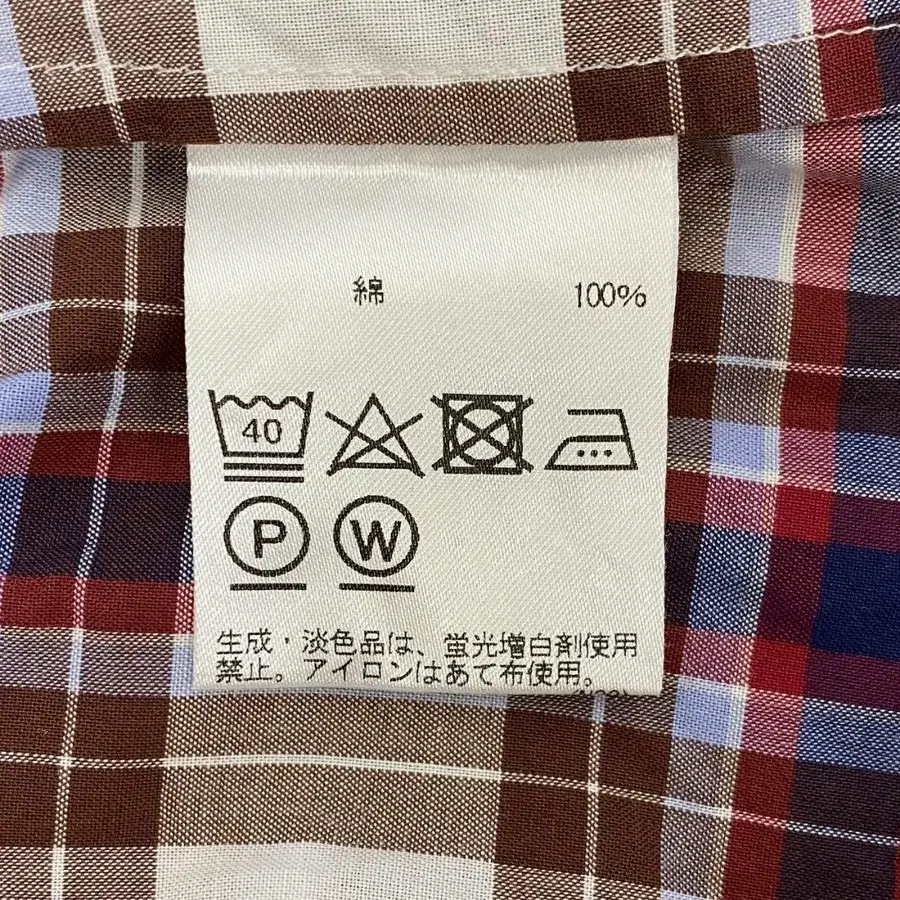 綿 100%
40
P W
生成・淡色品は、蛍光増白剤使用
禁止。アイロンはあて布使用。